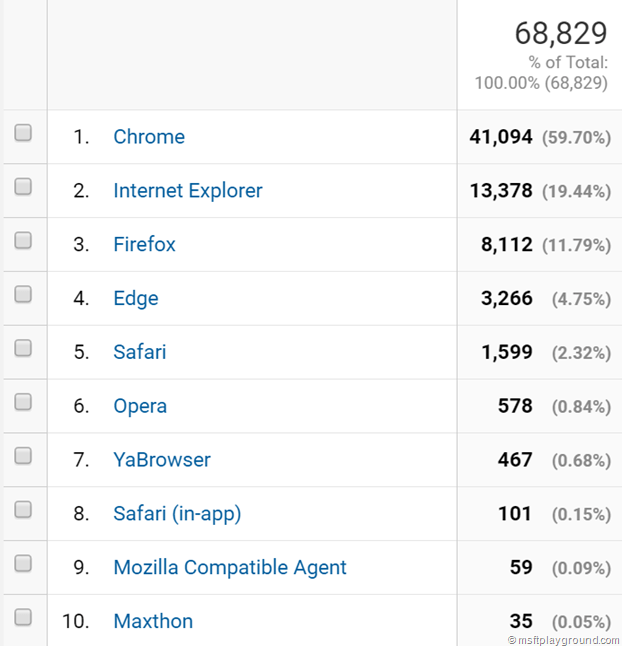 68,829
% of Total:
100.00% (68,829)
1. Chrome 41,094 (59.70%)
2. Internet Explorer 13,378 (19.44%)
3. Firefox 8,112 (11.79%)
4. Edge 3,266 (4.75%)
5. Safari 1,599 (2.32%)
6. Opera 578 (0.84%)
7. YaBrowser 467 (0.68%)
8. Safari (in-app) 101 (0.15%)
9. Mozilla Compatible Agent 59 (0.09%)
10. Maxthon 35 (0.05%)
© msftplayground.com